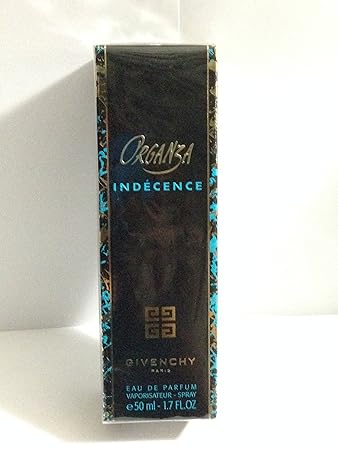 ORGANZA
INDÉCENCE
GIVENCHY
PARIS
EAU DE PARFUM
VAPORISATEUR - SPRAY
℮ 50 ml - 1.7 FL.OZ